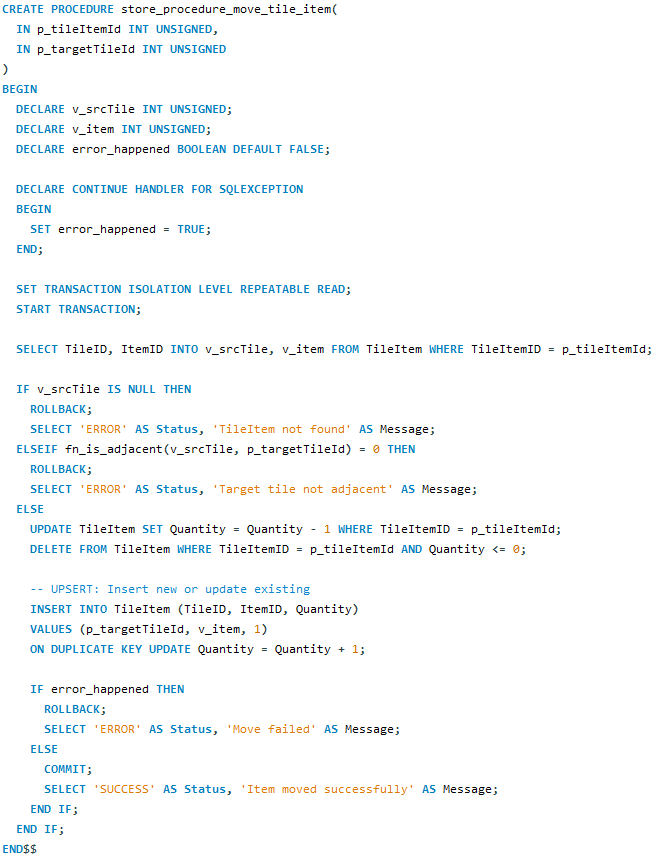 CREATE PROCEDURE store_procedure_move_tile_item(
  IN p_tileItemId INT UNSIGNED,
  IN p_targetTileId INT UNSIGNED
)
BEGIN
  DECLARE v_srcTile INT UNSIGNED;
  DECLARE v_item INT UNSIGNED;
  DECLARE error_happened BOOLEAN DEFAULT FALSE;

  DECLARE CONTINUE HANDLER FOR SQLEXCEPTION
  BEGIN
    SET error_happened = TRUE;
  END;

  SET TRANSACTION ISOLATION LEVEL REPEATABLE READ;
  START TRANSACTION;

  SELECT TileID, ItemID INTO v_srcTile, v_item FROM TileItem WHERE TileItemID = p_tileItemId;

  IF v_srcTile IS NULL THEN
    ROLLBACK;
    SELECT 'ERROR' AS Status, 'TileItem not found' AS Message;
  ELSEIF fn_is_adjacent(v_srcTile, p_targetTileId) = 0 THEN
    ROLLBACK;
    SELECT 'ERROR' AS Status, 'Target tile not adjacent' AS Message;
  ELSE
    UPDATE TileItem SET Quantity = Quantity - 1 WHERE TileItemID = p_tileItemId;
    DELETE FROM TileItem WHERE TileItemID = p_tileItemId AND Quantity <= 0;

    -- UPSERT: Insert new or update existing
    INSERT INTO TileItem (TileID, ItemID, Quantity)
    VALUES (p_targetTileId, v_item, 1)
    ON DUPLICATE KEY UPDATE Quantity = Quantity + 1;

    IF error_happened THEN
      ROLLBACK;
      SELECT 'ERROR' AS Status, 'Move failed' AS Message;
    ELSE
      COMMIT;
      SELECT 'SUCCESS' AS Status, 'Item moved successfully' AS Message;
    END IF;
  END IF;
END$$